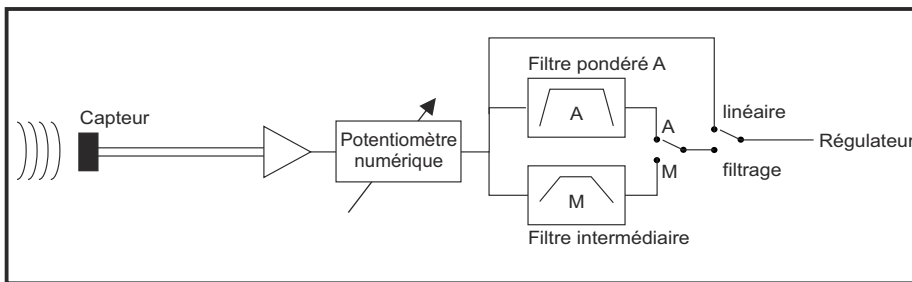 Filtre pondéré A
Capteur
A
linéaire
Potentiomètre
numérique
A
Régulateur
M
filtrage
M
Filtre intermédiaire